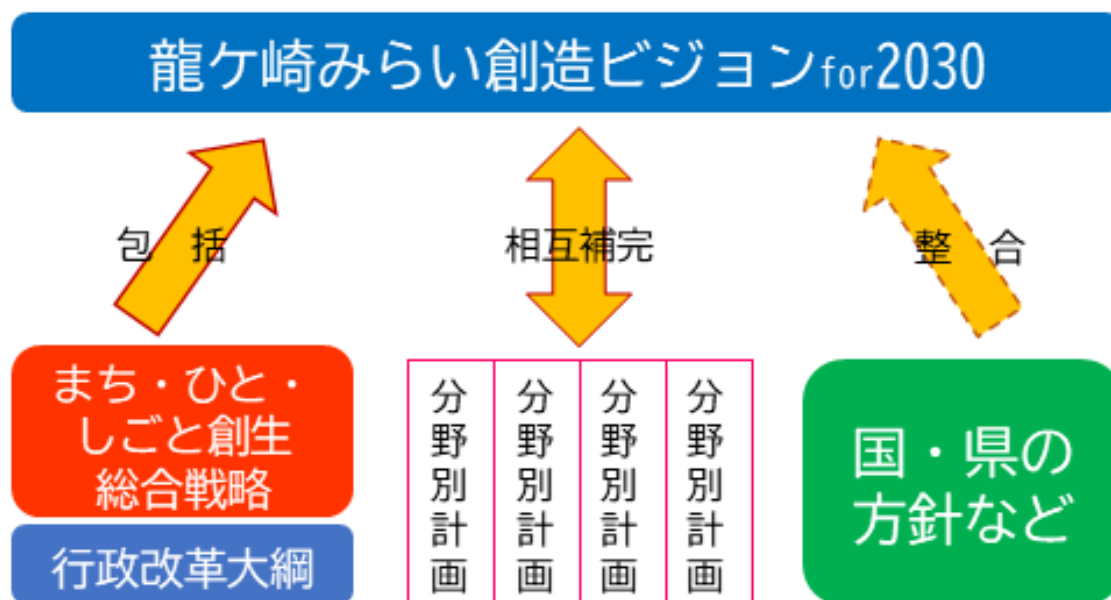 龍ケ崎みらい創造ビジョンfor2030
包　括
相互補完
整　合
まち・ひと・
しごと創生
総合戦略
行政改革大綱
分野別計画
分野別計画
分野別計画
分野別計画
国・県の
方針など